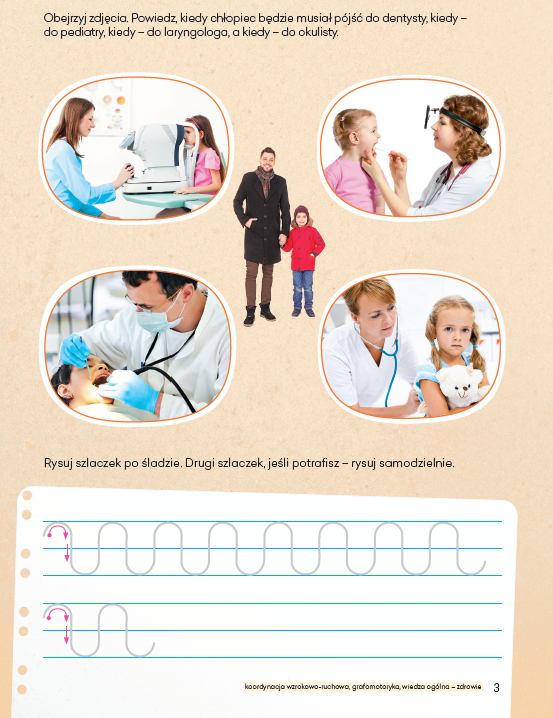 Obejrzyj zdjęcia. Powiedz, kiedy chłopiec będzie musiał pójść do dentysty, kiedy –
do pediatry, kiedy – do laryngologa, a kiedy – do okulisty.
Rysuj szlaczek po śladzie. Drugi szlaczek, jeśli potrafisz – rysuj samodzielnie.
koordynacja wzrokowo-ruchowa, grafomotoryka, wiedza ogólna – zdrowie 3